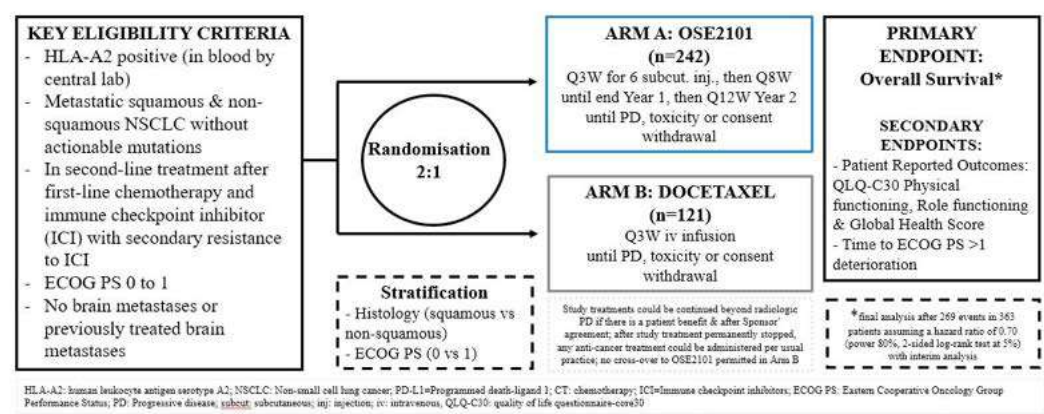 KEY ELIGIBILITY CRITERIA
- HLA-A2 positive (in blood by
central lab)
- Metastatic squamous & non-
squamous NSCLC without
actionable mutations
- In second-line treatment after
first-line chemotherapy and
immune checkpoint inhibitor
(ICI) with secondary resistance
to ICI
- ECOG PS 0 to 1
- No brain metastases or
previously treated brain
metastases
Randomisation
2:1
Stratification
- Histology (squamous vs
non-squamous)
- ECOG PS (0 vs 1)
ARM A: OSE2101
(n=242)
Q3W for 6 subcut. inj., then Q8W
until end Year 1, then Q12W Year 2
until PD, toxicity or consent
withdrawal
ARM B: DOCETAXEL
(n=121)
Q3W iv infusion
until PD, toxicity or consent
withdrawal
Study treatments could be continued beyond radiologic
PD if there is a patient benefit & after Sponsor'
agreement; after study treatment permanently stopped,
any anti-cancer treatment could be administered per usual
practice; no cross-over to OSE2101 permitted in Arm B
PRIMARY
ENDPOINT:
Overall Survival*
SECONDARY
ENDPOINTS:
- Patient Reported Outcomes:
QLQ-C30 Physical
functioning, Role functioning
& Global Health Score
- Time to ECOG PS >1
deterioration
*final analysis after 269 events in 363
patients assuming a hazard ratio of 0.70
(power 80%, 2-sided log-rank test at 5%)
with interim analysis
HLA-A2: human leukocyte antigen serotype A2; NSCLC: Non-small cell lung cancer; PD-L1=Programmed death-ligand 1; CT: chemotherapy; ICI=Immune checkpoint inhibitors; ECOG PS: Eastern Cooperative Oncology Group
Performance Status; PD: Progressive disease; subcut: subcutaneous; inj: injection; iv: intravenous, QLQ-C30: quality of life questionnaire-core30